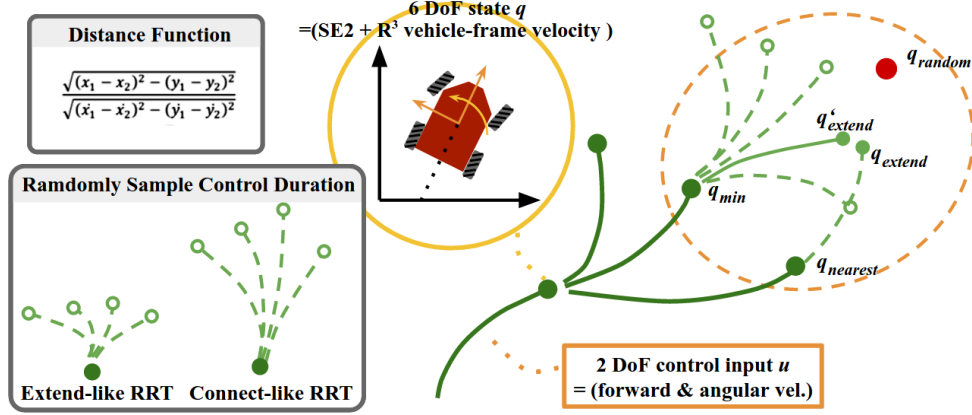 Distance Function
√(x₁ − x₂)² − (y₁ − y₂)²
√(ẋ₁ − ẋ₂)² − (ẏ₁ − ẏ₂)²
Ramdomly Sample Control Duration
Extend-like RRT
Connect-like RRT
6 DoF state q
=(SE2 + R³ vehicle-frame velocity )
q_random
q‘_extend
q_extend
q_min
q_nearest
2 DoF control input u
= (forward & angular vel.)